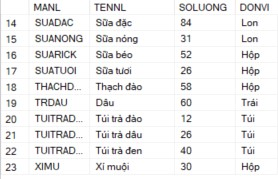 MANL TENNL SOLUONG DONVI
14 SUADAC Sữa đặc 84 Lon
15 SUANONG Sữa nóng 31 Lon
16 SUARICK Sữa béo 52 Hộp
17 SUATUOI Sữa tươi 26 Hộp
18 THACHD... Thạch đào 58 Hộp
19 TRDAU Dâu 60 Trái
20 TUITRAD... Túi trà đào 12 Túi
21 TUITRAD... Túi trà dâu 26 Túi
22 TUITRAD... Túi trà đen 40 Túi
23 XIMU Xí muội 30 Hộp